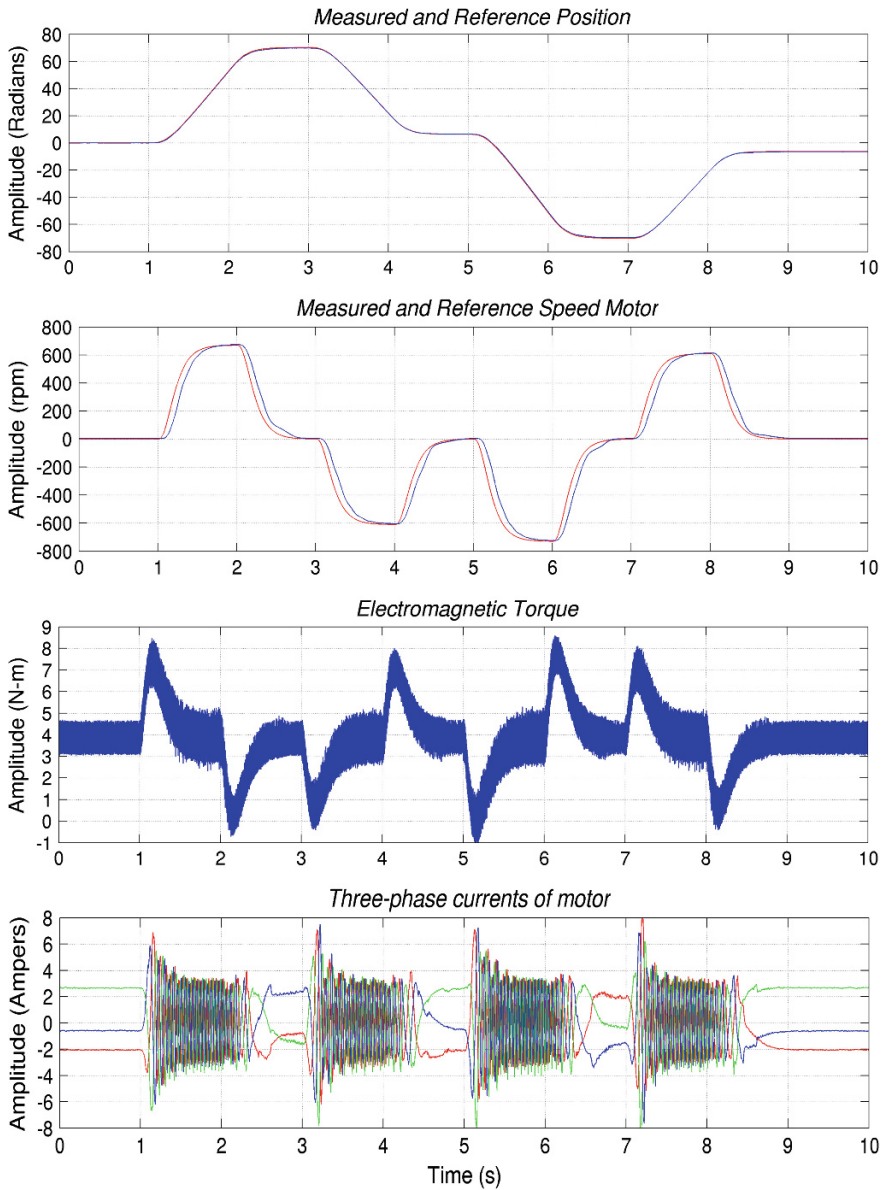 Measured and Reference Position
Amplitude (Radians)
80
60
40
20
0
-20
-40
-60
-80
0 1 2 3 4 5 6 7 8 9 10
Measured and Reference Speed Motor
Amplitude (rpm)
800
600
400
200
0
-200
-400
-600
-800
0 1 2 3 4 5 6 7 8 9 10
Electromagnetic Torque
Amplitude (N-m)
9
8
7
6
5
4
3
2
1
0
-1
0 1 2 3 4 5 6 7 8 9 10
Three-phase currents of motor
Amplitude (Ampers)
8
6
4
2
0
-2
-4
-6
-8
0 1 2 3 4 5 6 7 8 9 10
Time (s)